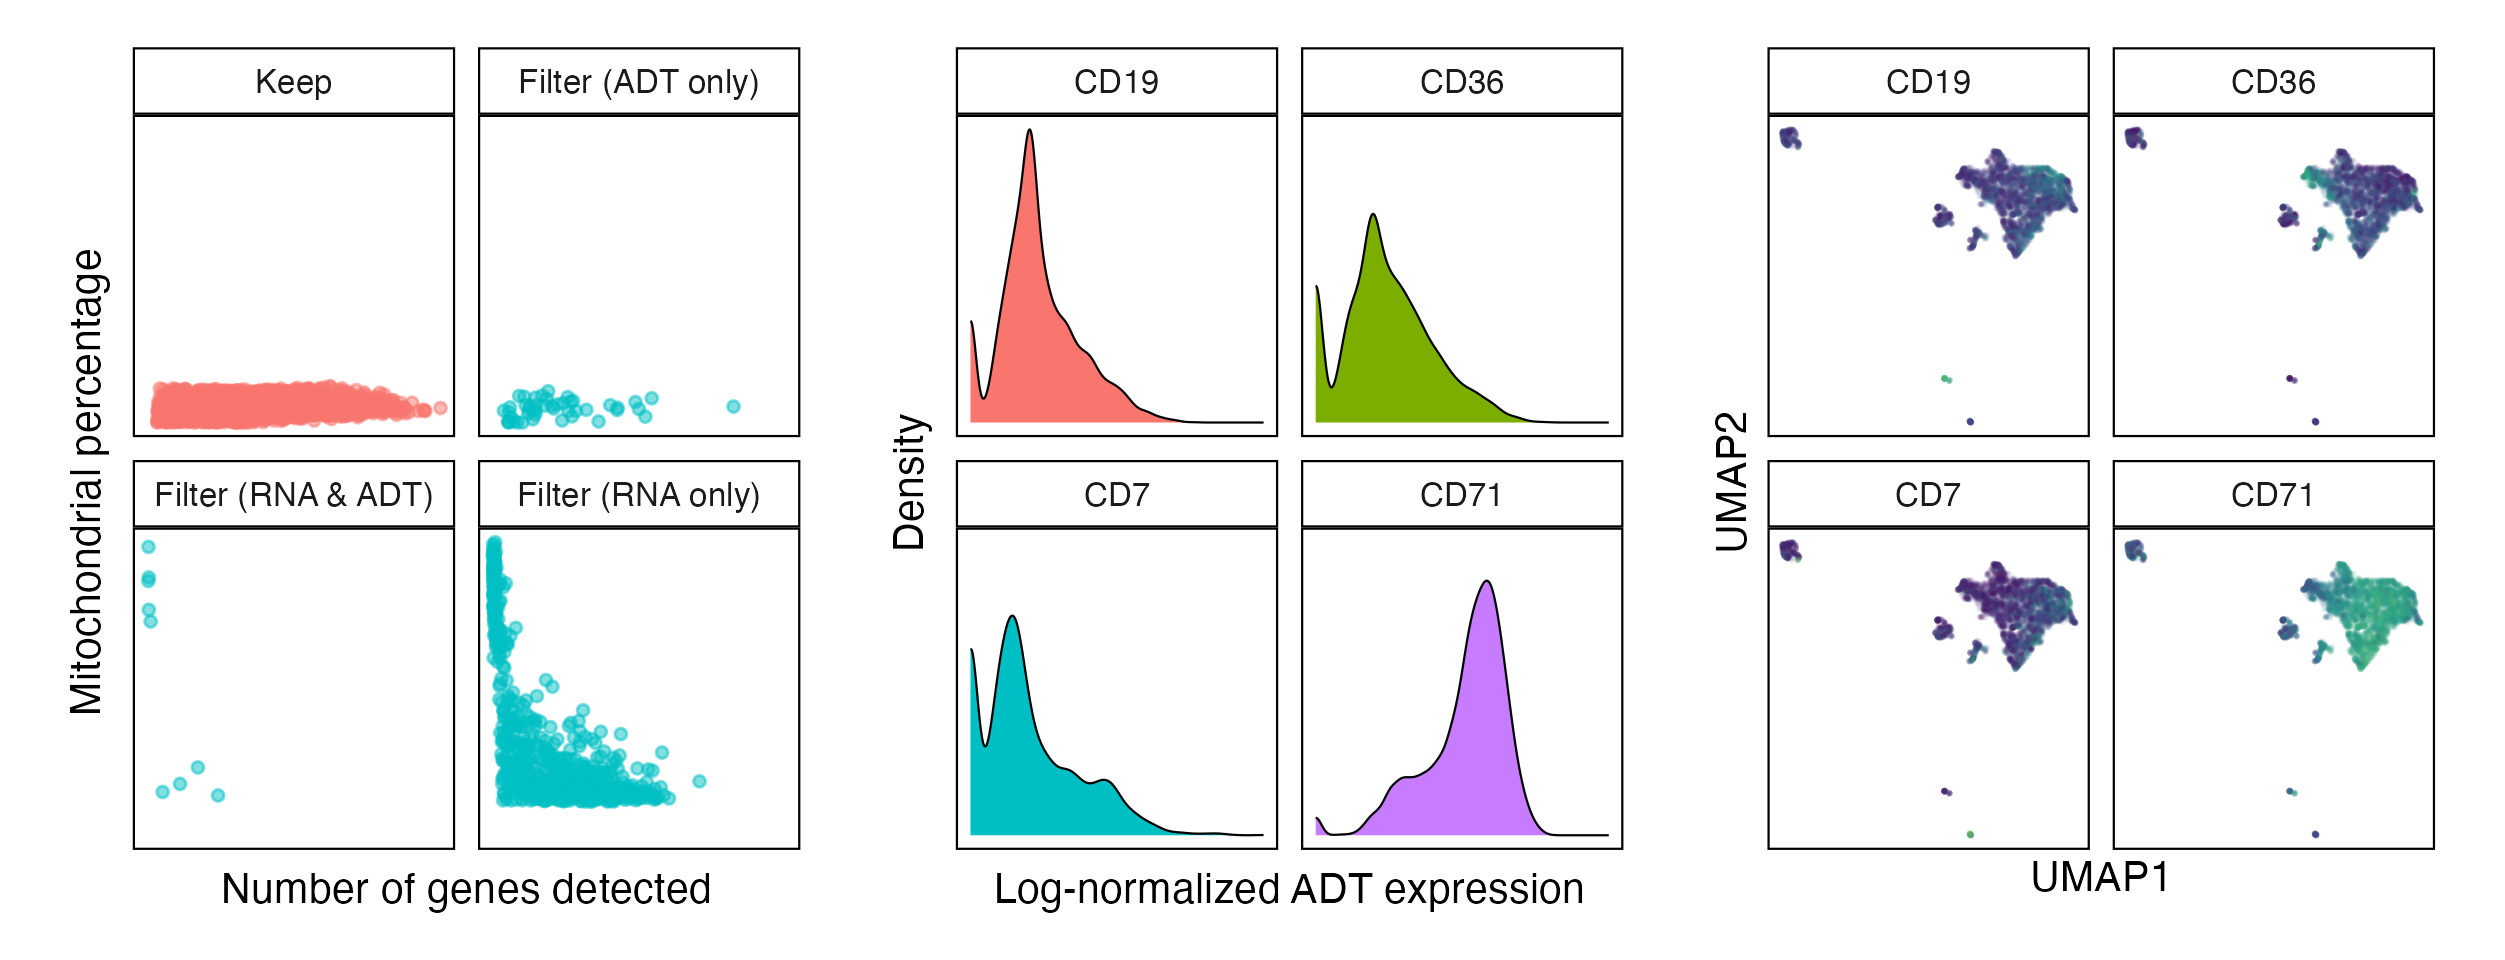 Mitochondrial percentage
Keep
Filter (ADT only)
Filter (RNA & ADT)
Filter (RNA only)
Number of genes detected
Density
CD19
CD36
CD7
CD71
Log-normalized ADT expression
UMAP2
CD19
CD36
CD7
CD71
UMAP1